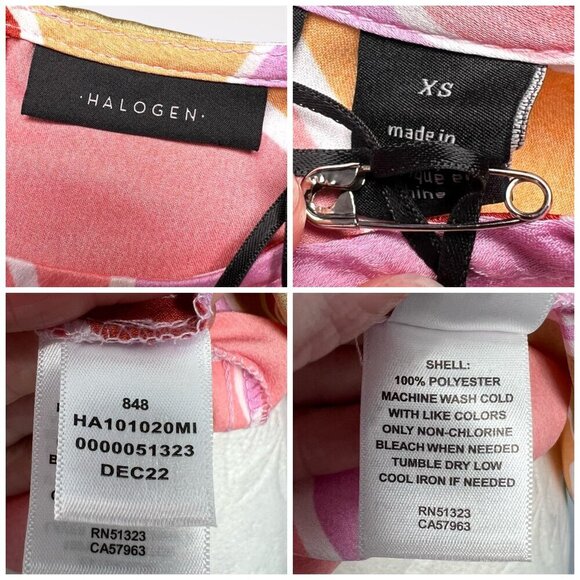 ·HALOGEN·
XS
made in
848
HA101020MI
0000051323
DEC22
RN51323
CA57963
SHELL:
100% POLYESTER
MACHINE WASH COLD
WITH LIKE COLORS
ONLY NON-CHLORINE
BLEACH WHEN NEEDED
TUMBLE DRY LOW
COOL IRON IF NEEDED
RN51323
CA57963